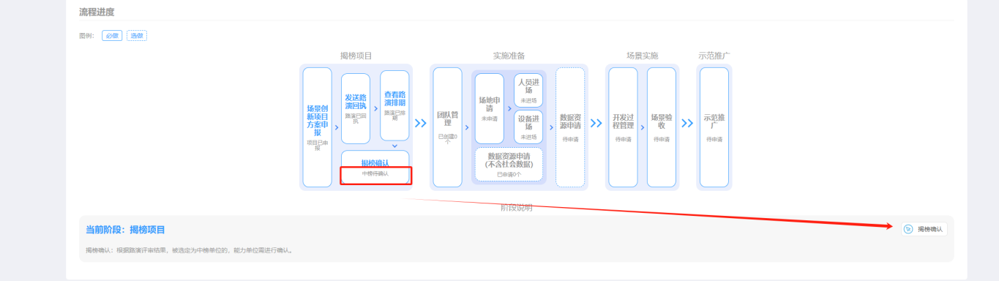 流程进度
图例： 必做 选做
揭榜项目
场景创
新项目
方案申
报
项目已申
报
发送路
演回执
路演已回
执
查看路
演排期
路演已排
期
揭榜确认
中榜待确认
实施准备
团队管
理
已创建0
个
场地申
请
未申请
人员进
场
未进场
设备进
场
未进场
数据资源申请
(不含社会数据)
已申请0个
数据资
源申请
待申请
场景实施
开发过
程管理
待申请
场景验
收
待申请
示范推广
示范推
广
待申请
阶段说明
当前阶段：揭榜项目
揭榜确认
揭榜确认：根据路演评审结果，被选定为中榜单位的，能力单位需进行确认。